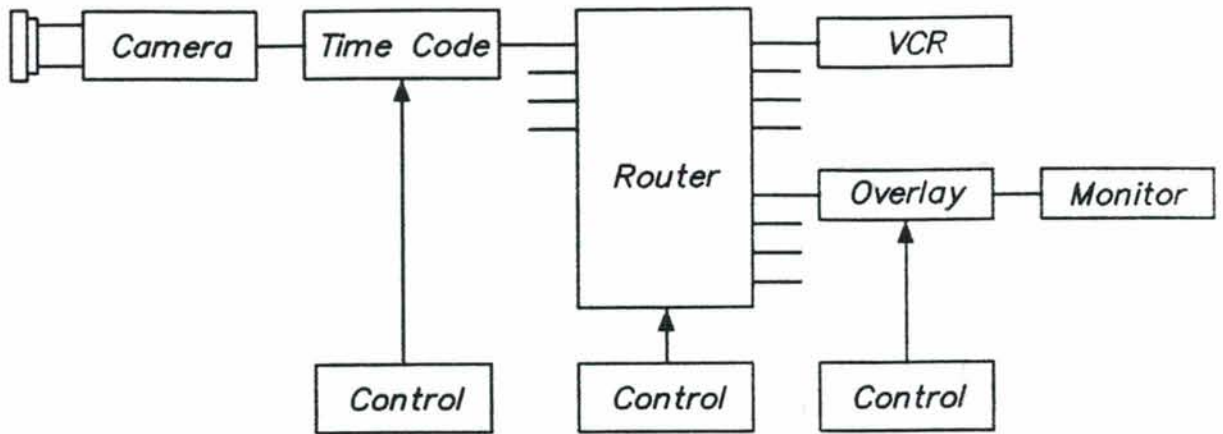 Camera
Time Code
VCR
Router
Overlay
Monitor
Control
Control
Control